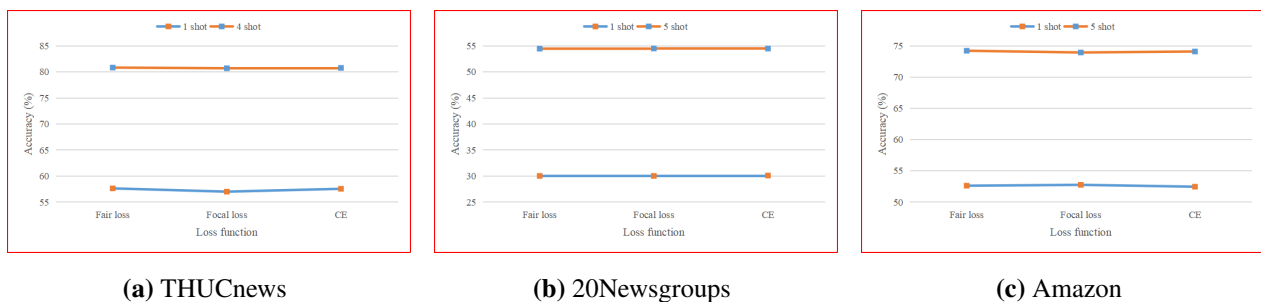 1 shot 4 shot
85
80
75
70
65
60
55
Accuracy (%)
Fair loss Focal loss CE
Loss function
(a) THUCnews
1 shot 5 shot
55
50
45
40
35
30
25
Accuracy (%)
Fair loss Focal loss CE
Loss function
(b) 20Newsgroups
1 shot 5 shot
75
70
65
60
55
50
Accuracy (%)
Fair loss Focal loss CE
Loss function
(c) Amazon